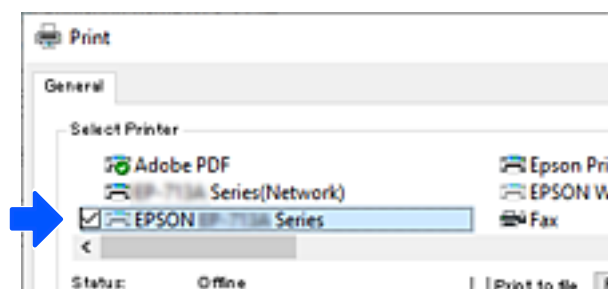 Print
General
Select Printer
Adobe PDF
Epson Pri
Series(Network)
EPSON W
EPSON Series
Fax
Status: Offline
Print to file